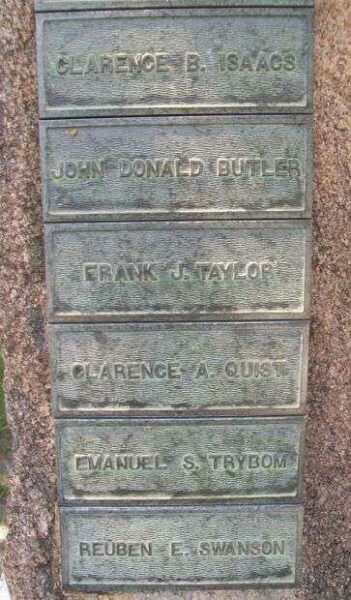 CLARENCE B. ISAACS
JOHN DONALD BUTLER
FRANK J. TAYLOR
CLARENCE A. QUIST
EMANUEL S. TRYBOM
REUBEN E. SWANSON